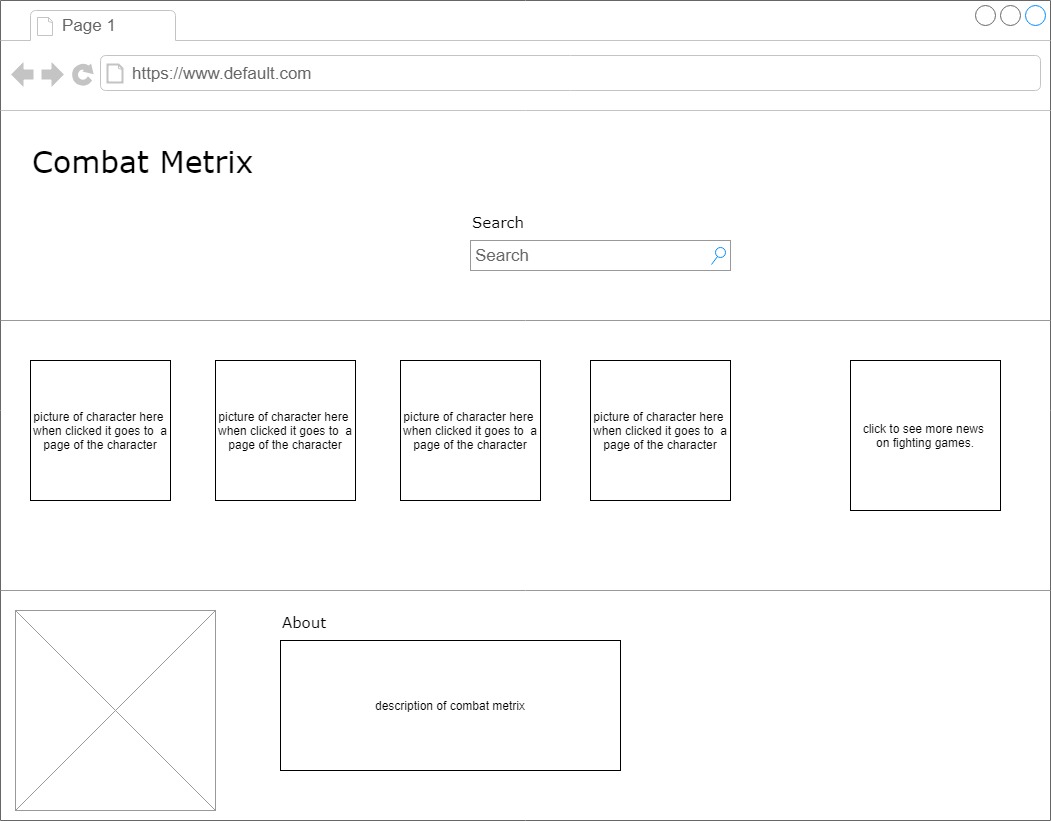 Page 1
https://www.default.com
Combat Metrix
Search
Search
picture of character here
when clicked it goes to a
page of the character
picture of character here
when clicked it goes to a
page of the character
picture of character here
when clicked it goes to a
page of the character
picture of character here
when clicked it goes to a
page of the character
click to see more news
on fighting games.
About
description of combat metrix